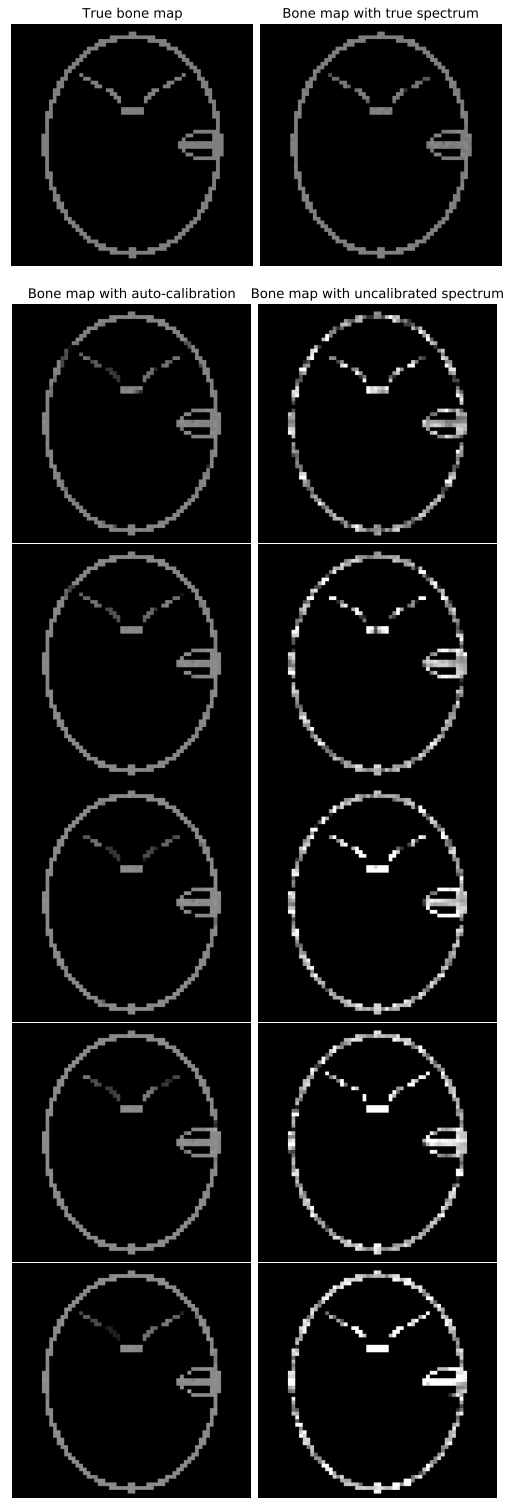 True bone map
Bone map with true spectrum
Bone map with auto-calibration
Bone map with uncalibrated spectrum